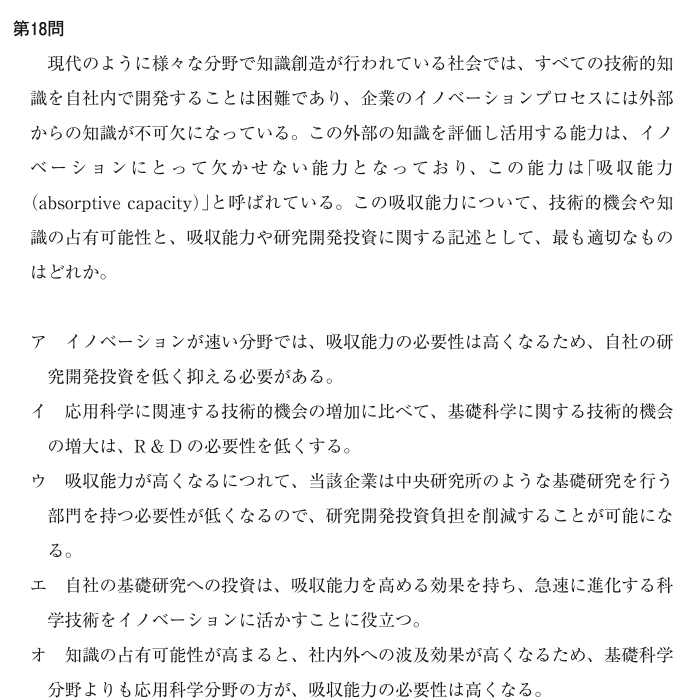 第18問
現代のように様々な分野で知識創造が行われている社会では、すべての技術的知
識を自社内で開発することは困難であり、企業のイノベーションプロセスには外部
からの知識が不可欠になっている。この外部の知識を評価し活用する能力は、イノ
ベーションにとって欠かせない能力となっており、この能力は「吸収能力
（absorptive capacity）」と呼ばれている。この吸収能力について、技術的機会や知
識の占有可能性と、吸収能力や研究開発投資に関する記述として、最も適切なもの
はどれか。
ア　イノベーションが速い分野では、吸収能力の必要性は高くなるため、自社の研
究開発投資を低く抑える必要がある。
イ　応用科学に関連する技術的機会の増加に比べて、基礎科学に関する技術的機会
の増大は、R & D の必要性を低くする。
ウ　吸収能力が高くなるにつれて、当該企業は中央研究所のような基礎研究を行う
部門を持つ必要性が低くなるので、研究開発投資負担を削減することが可能にな
る。
エ　自社の基礎研究への投資は、吸収能力を高める効果を持ち、急速に進化する科
学技術をイノベーションに活かすことに役立つ。
オ　知識の占有可能性が高まると、社内外への波及効果が高くなるため、基礎科学
分野よりも応用科学分野の方が、吸収能力の必要性は高くなる。